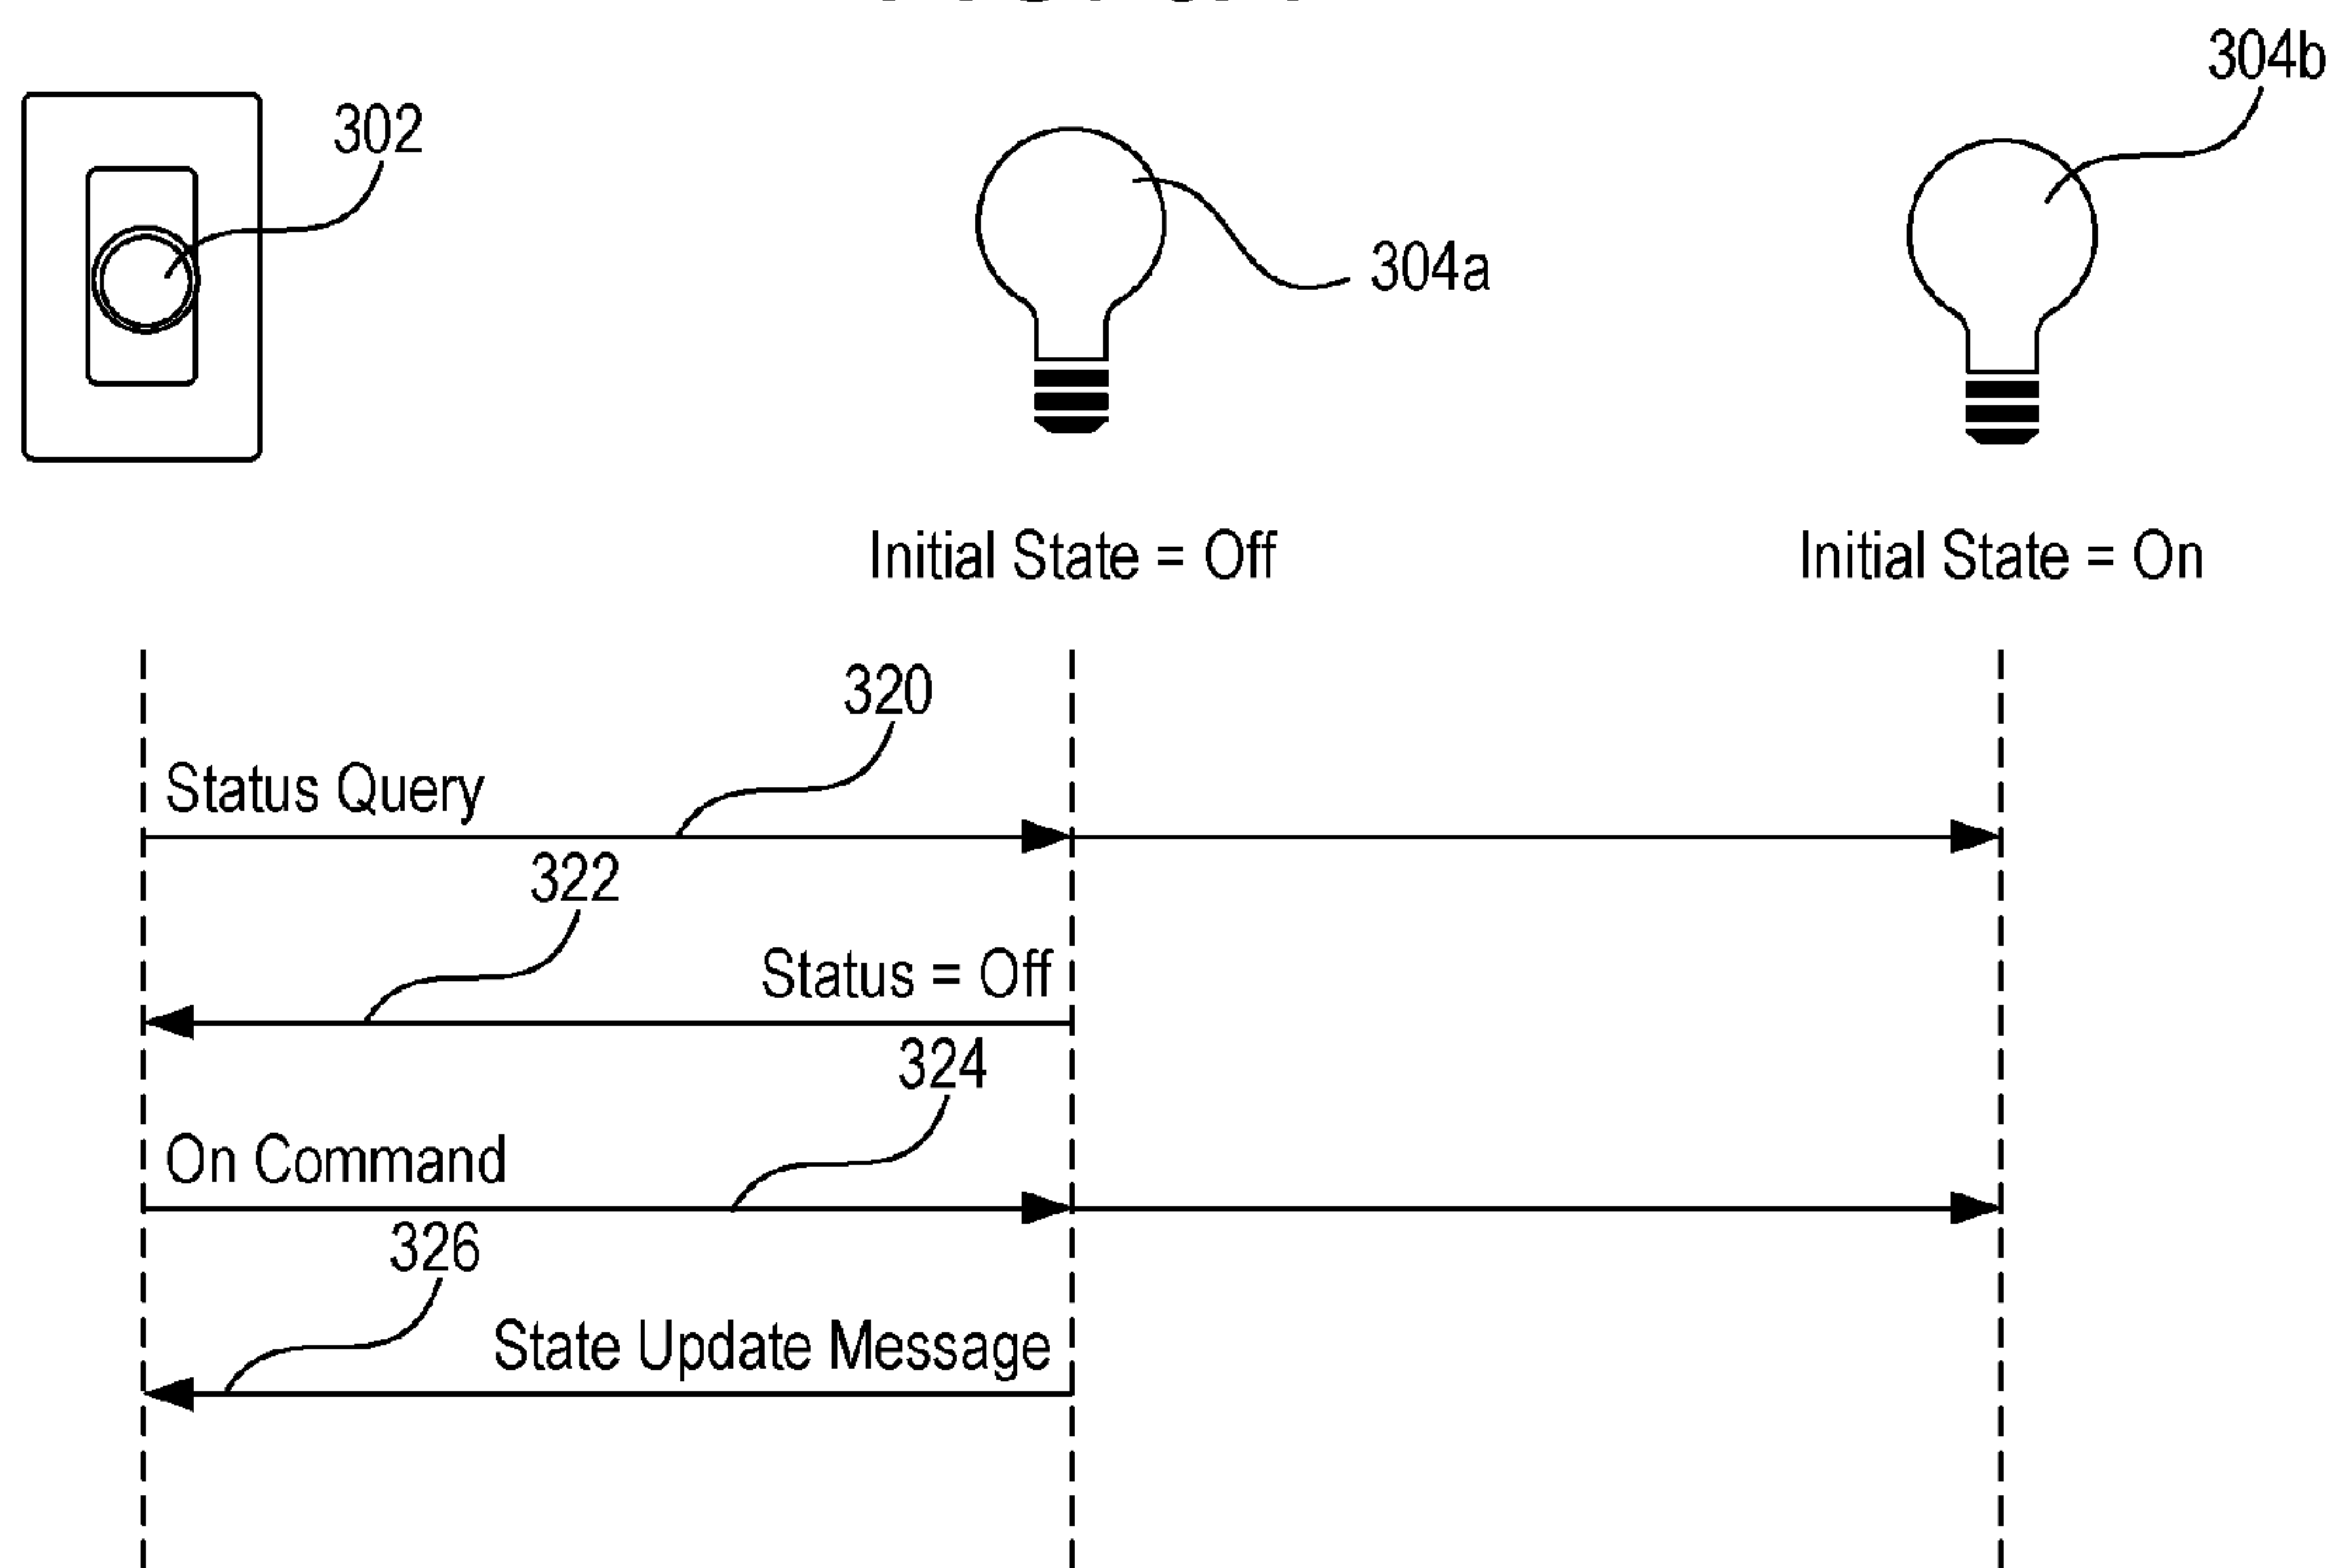 304b
302
304a
Initial State = Off
Initial State = On
320
Status Query
322
Status = Off
324
On Command
326
State Update Message